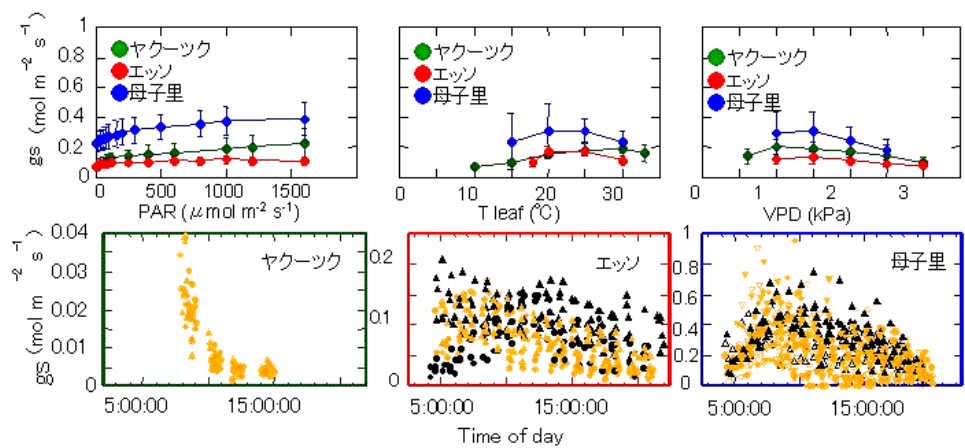 1
0.8
0.6
0.4
0.2
0
gs (mol m⁻² s⁻¹)
ヤクーツック
エッソ
母子里
0 500 1000 1500
PAR (μmol m⁻² s⁻¹)
ヤクーツック
エッソ
母子里
0 10 20 30
T leaf (℃)
ヤクーツック
エッソ
母子里
0 1 2 3
VPD (kPa)
0.04
0.03
0.02
0.01
0
gS (mol m⁻² s⁻¹)
ヤクーツック
5:00:00 15:00:00
0.2
0.1
0
エッソ
5:00:00 15:00:00
1
0.8
0.6
0.4
0.2
0
母子里
5:00:00 15:00:00
Time of day